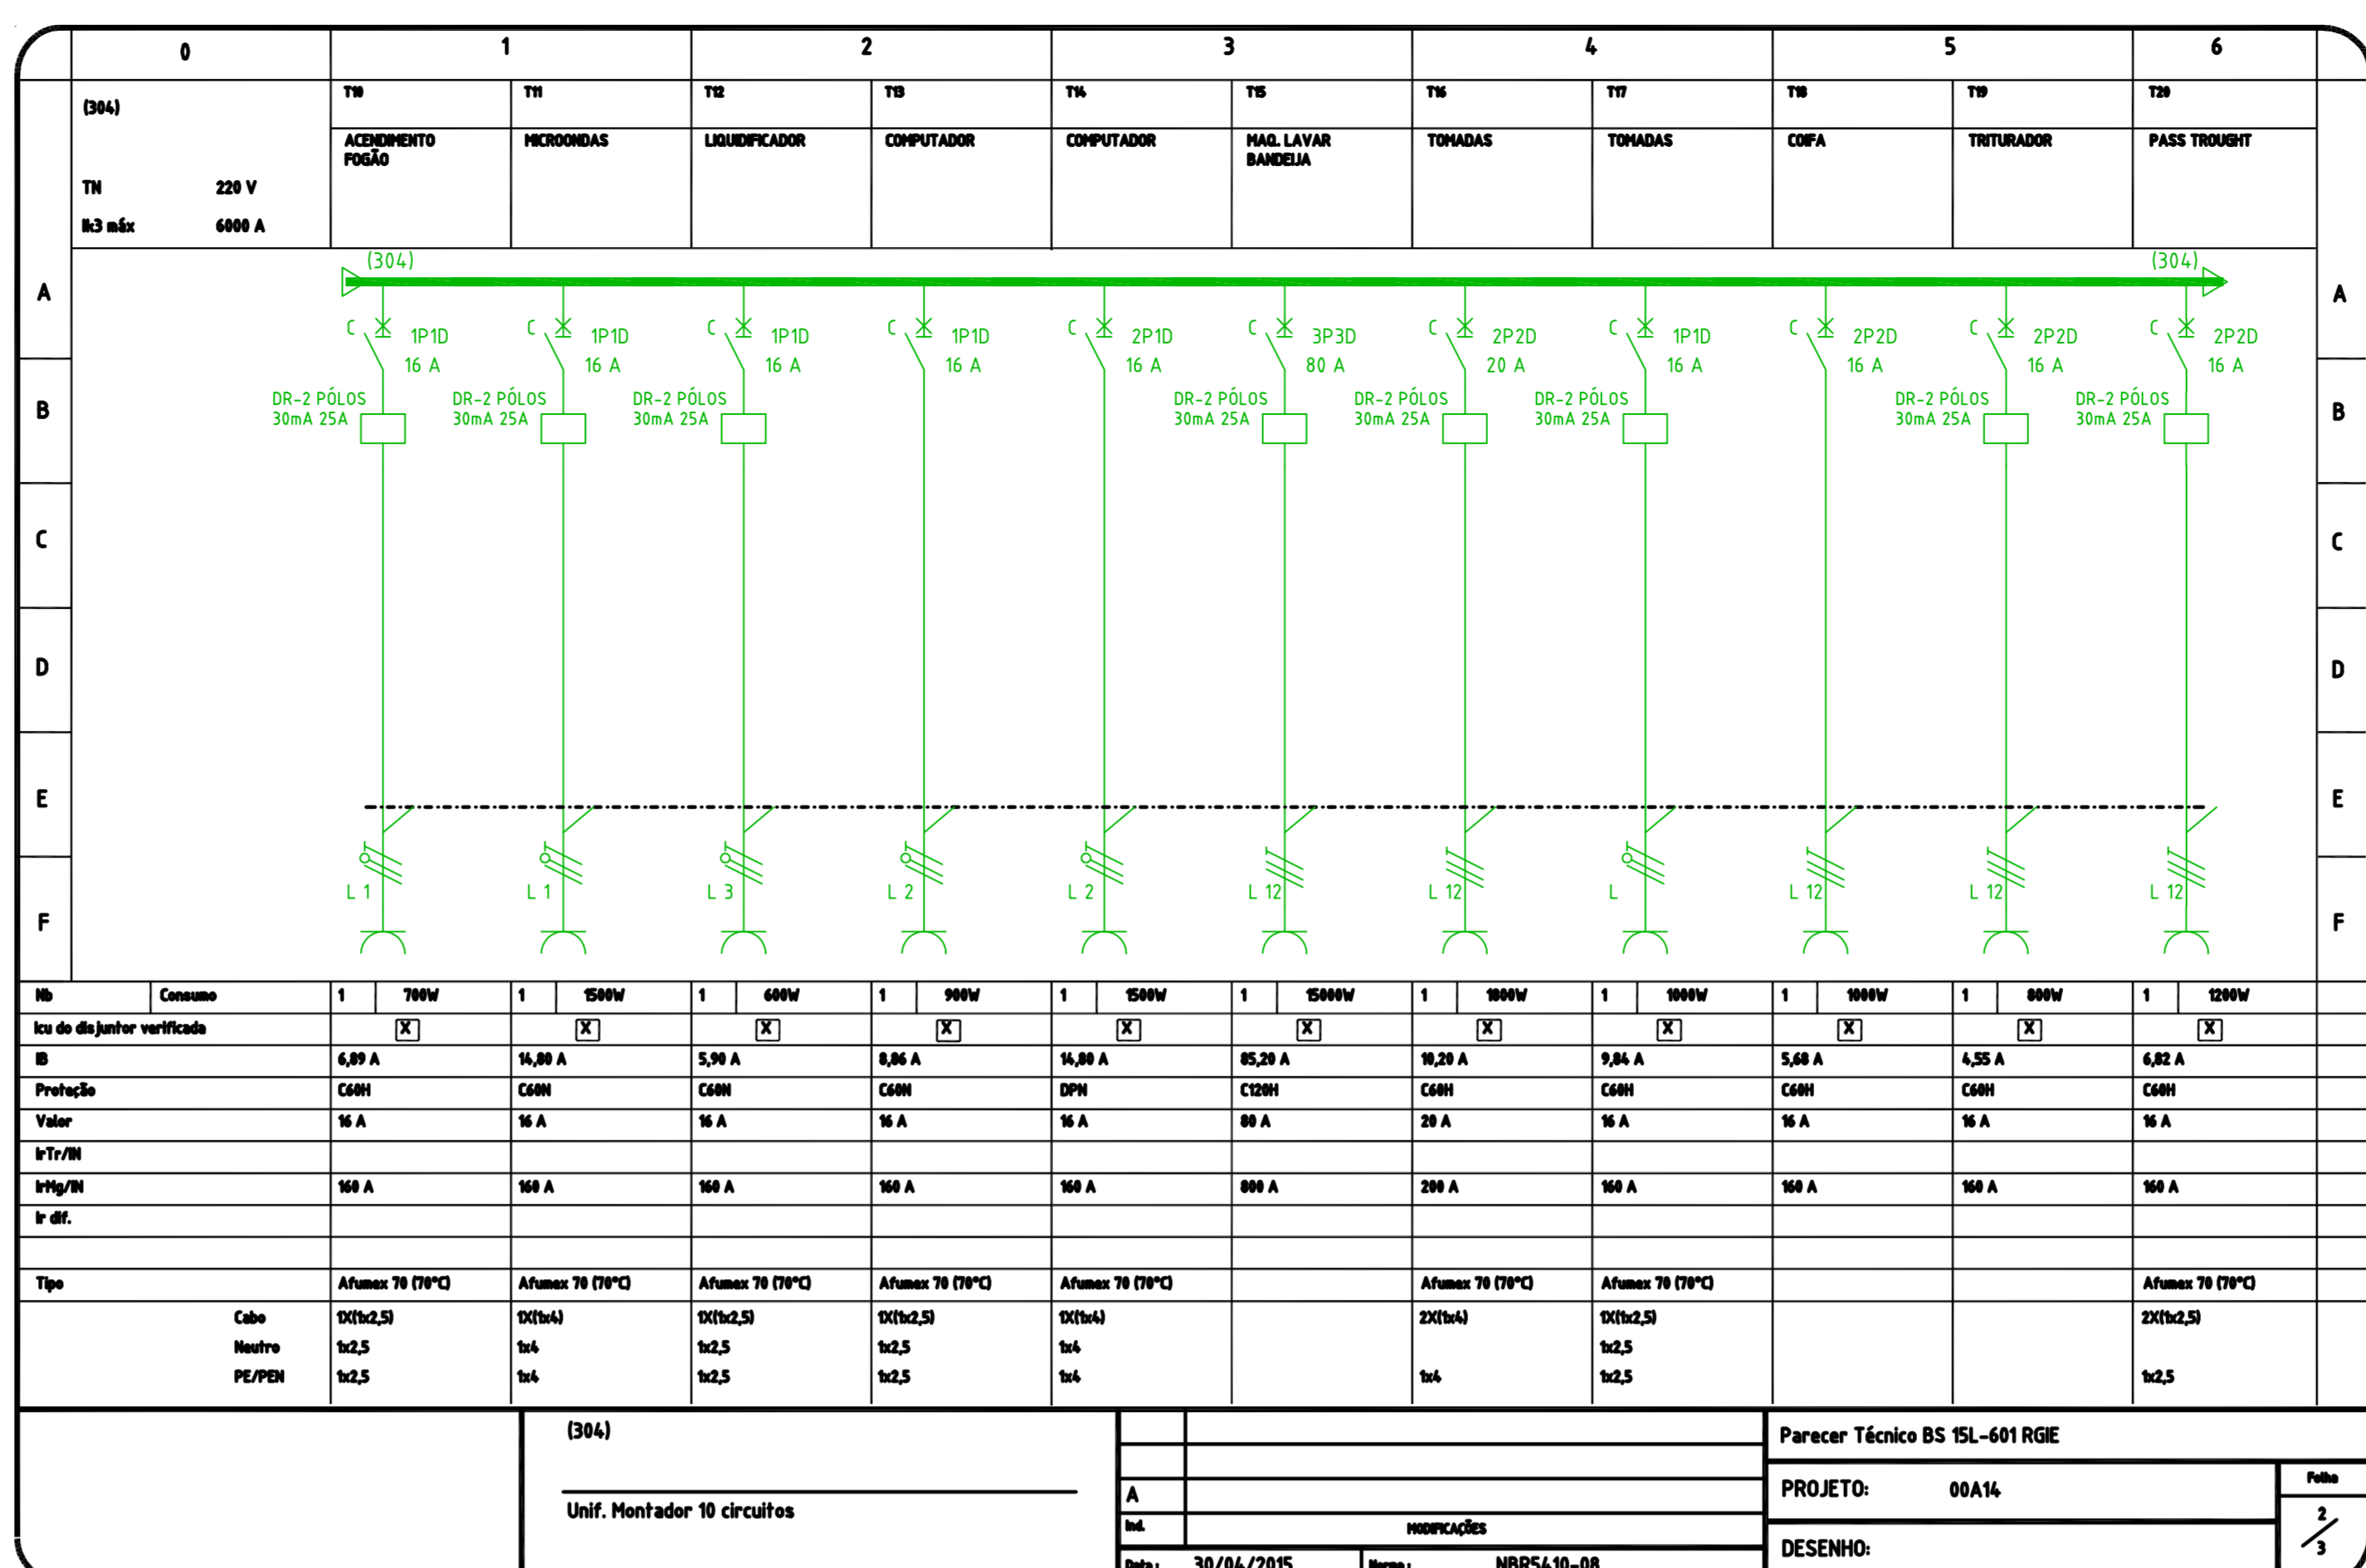 0 1 2 3 4 5 6
(304) T10 T11 T12 T13 T14 T15 T16 T17 T18 T19 T20
ACENDIMENTO MICROONDAS LIQUIDIFICADOR COMPUTADOR COMPUTADOR MAQ. LAVAR TOMADAS TOMADAS COIFA TRITURADOR PASS TROUGHT
FOGÃO BANDEIJA
TN 220 V
Ik3 máx 6000 A
(304) (304)
A A
C 1P1D C 1P1D C 1P1D C 1P1D C 2P1D C 3P3D C 2P2D C 1P1D C 2P2D C 2P2D C 2P2D
16 A 16 A 16 A 16 A 16 A 80 A 20 A 16 A 16 A 16 A 16 A
DR-2 PÓLOS DR-2 PÓLOS DR-2 PÓLOS DR-2 PÓLOS DR-2 PÓLOS DR-2 PÓLOS DR-2 PÓLOS DR-2 PÓLOS
B 30mA 25A 30mA 25A 30mA 25A 30mA 25A 30mA 25A 30mA 25A 30mA 25A 30mA 25A B
C C
D D
E E
L 1 L 1 L 3 L 2 L 2 L 12 L 12 L L 12 L 12 L 12
F F
Nb Consumo 1 700W 1 1500W 1 600W 1 900W 1 1500W 1 15000W 1 1800W 1 1000W 1 1000W 1 800W 1 1200W
Icu do disjuntor verificada X X X X X X X X X X X
IB 6,89 A 14,80 A 5,90 A 8,86 A 14,80 A 85,20 A 10,20 A 9,84 A 5,68 A 4,55 A 6,82 A
Proteção C60H C60N C60N C60N DPN C120H C60H C60H C60H C60H C60H
Valor 16 A 16 A 16 A 16 A 16 A 80 A 20 A 16 A 16 A 16 A 16 A
IrTr/IN
IrMg/IN 160 A 160 A 160 A 160 A 160 A 800 A 200 A 160 A 160 A 160 A 160 A
Ir dif.
Tipo Afumex 70 (70°C) Afumex 70 (70°C) Afumex 70 (70°C) Afumex 70 (70°C) Afumex 70 (70°C) Afumex 70 (70°C) Afumex 70 (70°C) Afumex 70 (70°C)
Cabo 1X(1x2,5) 1X(1x4) 1X(1x2,5) 1X(1x2,5) 1X(1x4) 2X(1x4) 1X(1x2,5) 2X(1x2,5)
Neutro 1x2,5 1x4 1x2,5 1x2,5 1x4 1x2,5
PE/PEN 1x2,5 1x4 1x2,5 1x2,5 1x4 1x4 1x2,5 1x2,5
(304)
Unif. Montador 10 circuitos
A
Ind. MODIFICAÇÕES
Data: 30/04/2015 Norma: NBR5410-08
Parecer Técnico BS 15L-601 RGIE
PROJETO: 00A14
DESENHO:
Folha
2/3